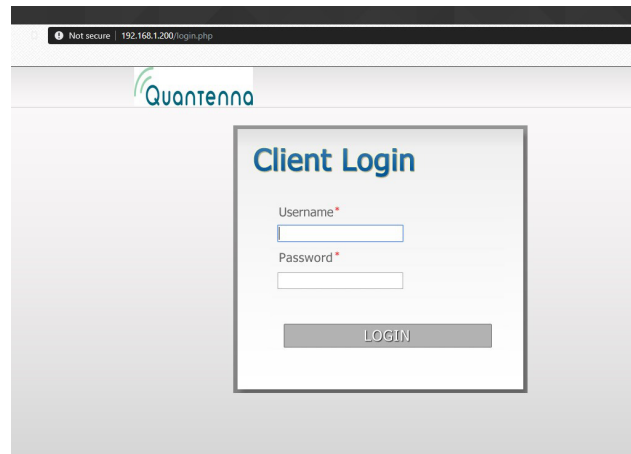 Not secure | 192.168.1.200/login.php
Quantenna
Client Login
Username*
Password*
LOGIN